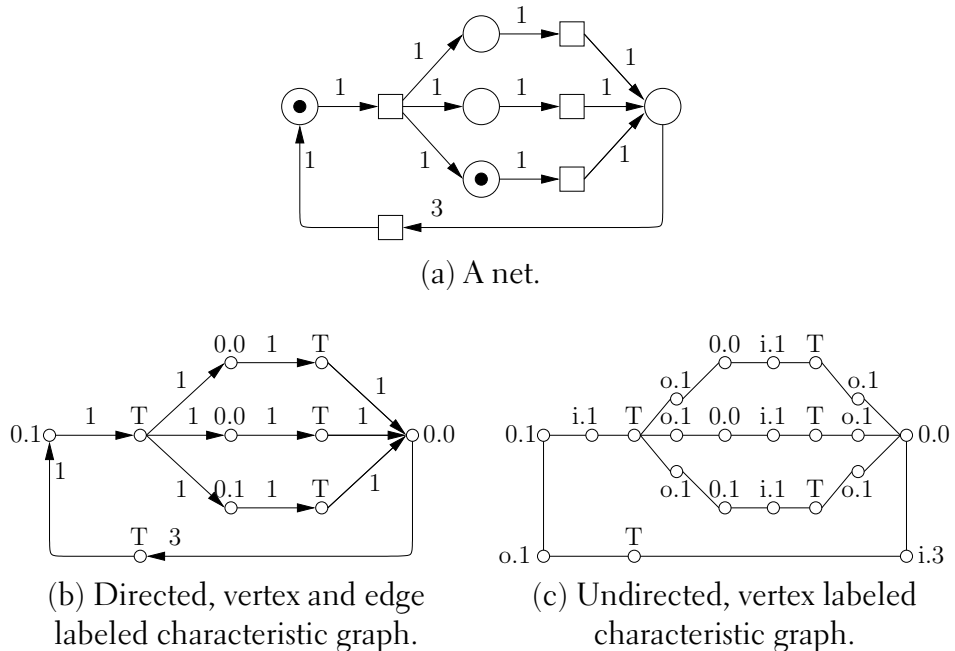 1 1
1 1
1 1 1 1
1 1 1
1
3
(a) A net.
0.0 1 T 0.0 i.1 T
1 1 o.1 o.1
0.1 1 T 1 0.0 1 T 1 0.0 0.1 i.1 T o.1 0.0 i.1 T o.1 0.0
1 1 0.1 1 T 1 o.1 0.1 i.1 T o.1
T 3 T
o.1 i.3
(b) Directed, vertex and edge (c) Undirected, vertex labeled
labeled characteristic graph. characteristic graph.